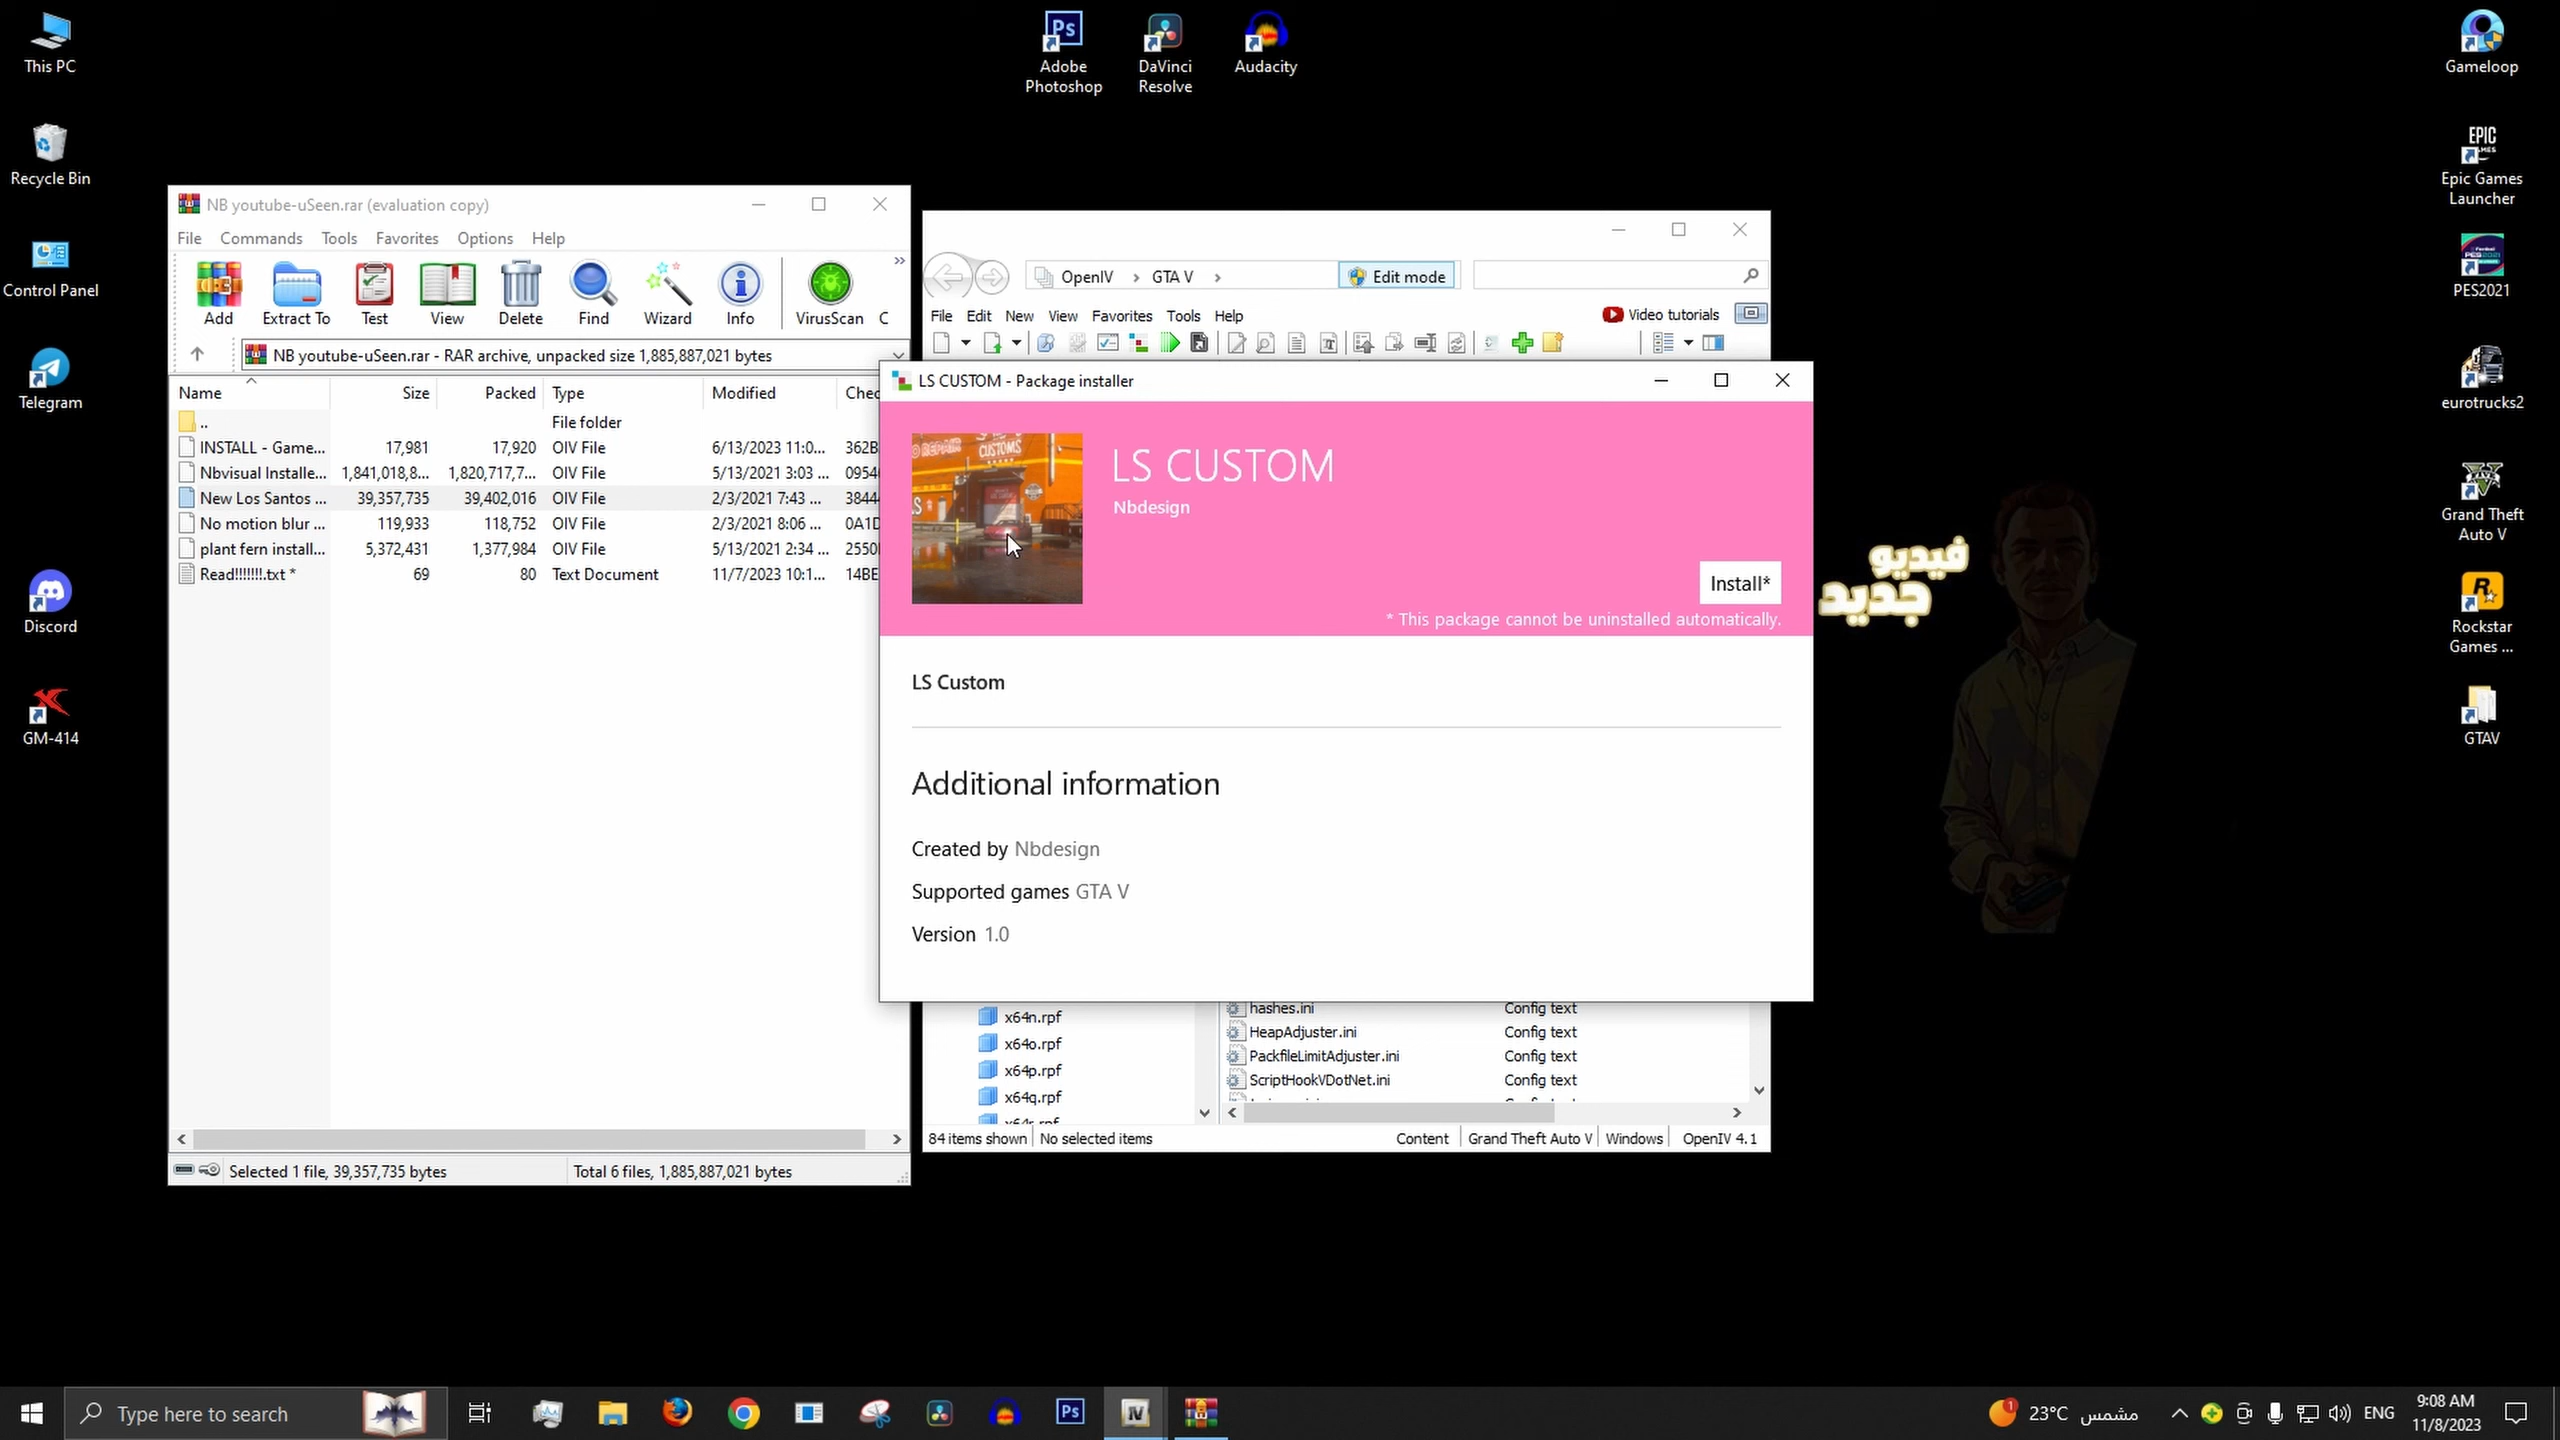 This PC
Recycle Bin
Control Panel
Telegram
Discord
GM-414
Adobe
Photoshop
DaVinci
Resolve
Audacity
Gameloop
Epic Games
Launcher
PES2021
eurotrucks2
Grand Theft
Auto V
Rockstar
Games ...
GTAV
NB youtube-uSeen.rar (evaluation copy)
File Commands Tools Favorites Options Help
Add Extract To Test View Delete Find Wizard Info VirusScan C
NB youtube-uSeen.rar - RAR archive, unpacked size 1,885,887,021 bytes
Name Size Packed Type Modified Chec
.. File folder
INSTALL - Game... 17,981 17,920 OIV File 6/13/2023 11:0... 362B
Nbvisual Installe... 1,841,018,8... 1,820,717,7... OIV File 5/13/2021 3:03 ... 0954
New Los Santos ... 39,357,735 39,402,016 OIV File 2/3/2021 7:43 ... 3844
No motion blur ... 119,933 118,752 OIV File 2/3/2021 8:06 ... 0A1D
plant fern install... 5,372,431 1,377,984 OIV File 5/13/2021 2:34 ... 2550
Read!!!!!!!.txt * 69 80 Text Document 11/7/2023 10:1... 14BE
Selected 1 file, 39,357,735 bytes Total 6 files, 1,885,887,021 bytes
OpenIV › GTA V › Edit mode
File Edit New View Favorites Tools Help Video tutorials
LS CUSTOM - Package installer
LS CUSTOM
Nbdesign
Install*
* This package cannot be uninstalled automatically.
LS Custom
Additional information
Created by Nbdesign
Supported games GTA V
Version 1.0
x64n.rpf
x64o.rpf
x64p.rpf
x64q.rpf
hashes.ini Config text
HeapAdjuster.ini Config text
PackfileLimitAdjuster.ini Config text
ScriptHookVDotNet.ini Config text
84 items shown No selected items Content Grand Theft Auto V Windows OpenIV 4.1
فيديو
جديد
Type here to search
23°C مشمس
ENG
9:08 AM
11/8/2023